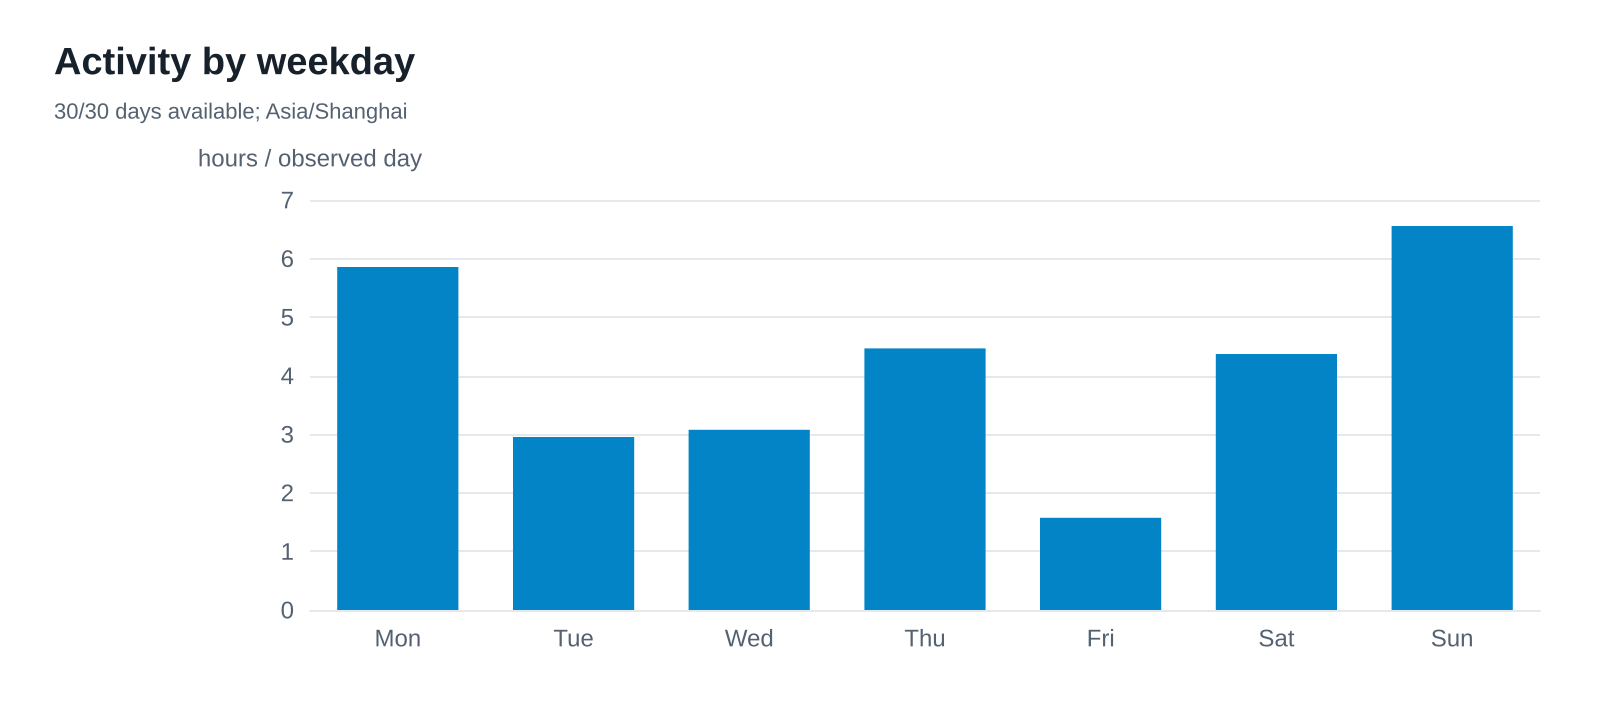 Activity by weekday
30/30 days available; Asia/Shanghai
hours / observed day
7
6
5
4
3
2
1
0
Mon Tue Wed Thu Fri Sat Sun